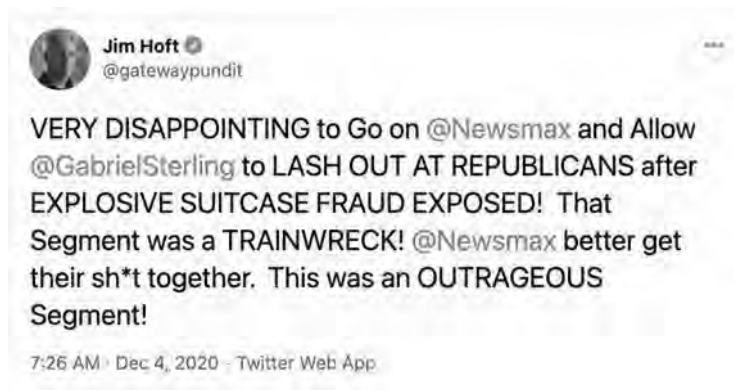 Jim Hoft
@gatewaypundit
VERY DISAPPOINTING to Go on @Newsmax and Allow
@GabrielSterling to LASH OUT AT REPUBLICANS after
EXPLOSIVE SUITCASE FRAUD EXPOSED!  That
Segment was a TRAINWRECK! @Newsmax better get
their sh*t together.  This was an OUTRAGEOUS
Segment!
7:26 AM · Dec 4, 2020 · Twitter Web App